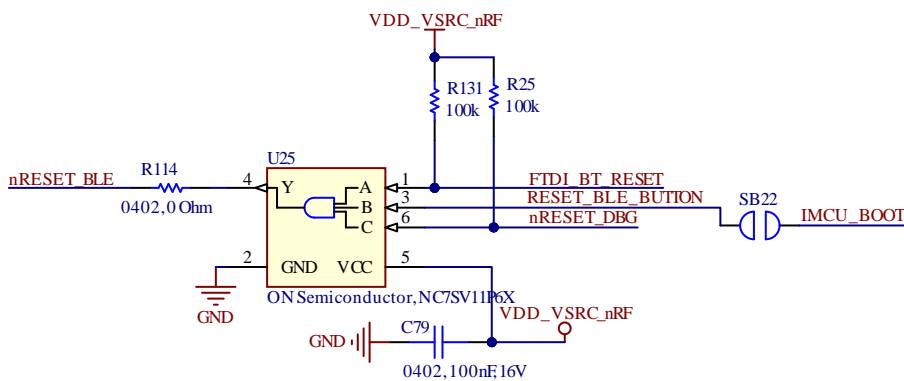 VDD_VSRC_nRF
R131
100k
R25
100k
U25
R114
nRESET_BLE
0402,0 Ohm
4
Y
A
B
C
1
3
6
FTDI_BT_RESET
RESET_BLE_BUTION
nRESET_DBG
SB22
IMCU_BOOT
2
GND
VCC
5
GND
ON Semiconductor, NC7SV11P6X
VDD_VSRC_nRF
C79
GND
0402, 100nF, 16V